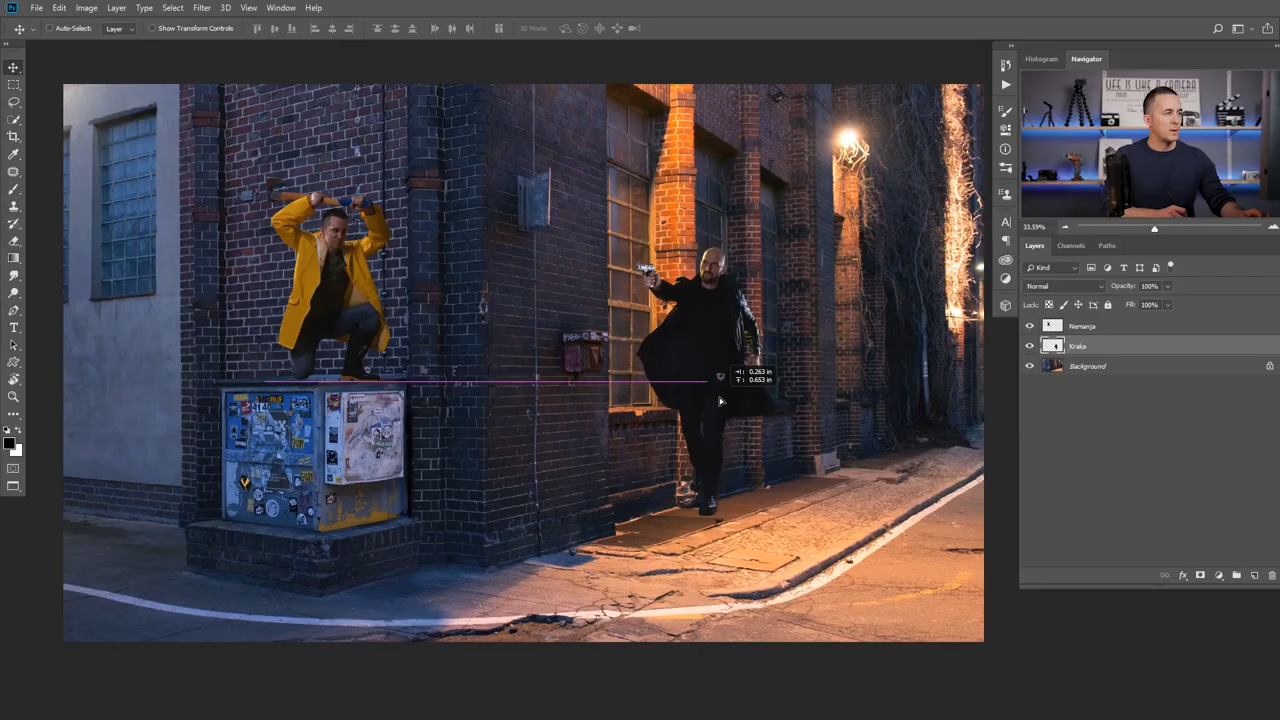 Ps File Edit Image Layer Type Select Filter 3D View Window Help
Auto-Select: Layer Show Transform Controls 3D Mode:
Histogram Navigator
LIFE IS LIKE A CAMERA
33.59%
Layers Channels Paths
Kind
Normal Opacity: 100%
Lock: Fill: 100%
Nemanja
Kraka
Background
: 0.263 in
: 0.653 in